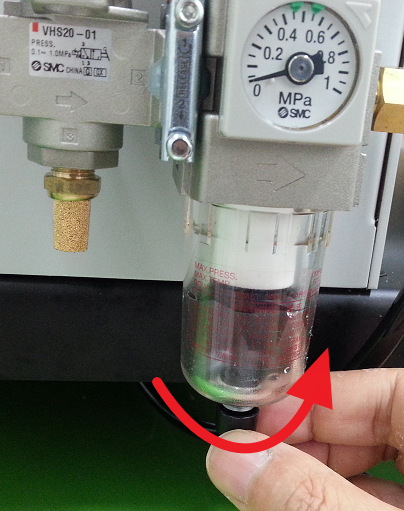 VHS20-01
PRESS.
0.1~1.0MPa
SMC CHINA
0.4 0.6
0.2 0.8
0 1
MPa
SMC
MAX PRESS.